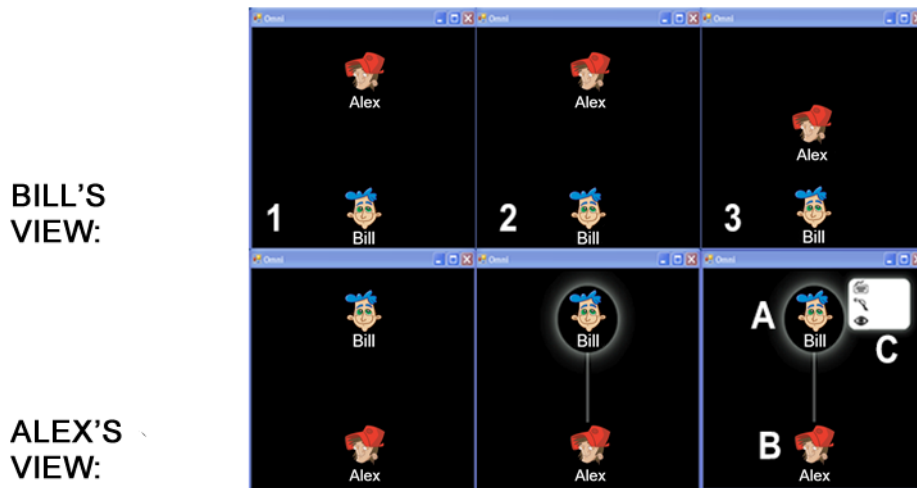 Omni Omni Omni
Alex Alex
Alex
BILL'S
VIEW:
1 2 3
Bill Bill Bill
Omni Omni Omni
A
C
Bill Bill Bill
ALEX'S
VIEW:
B
Alex Alex Alex